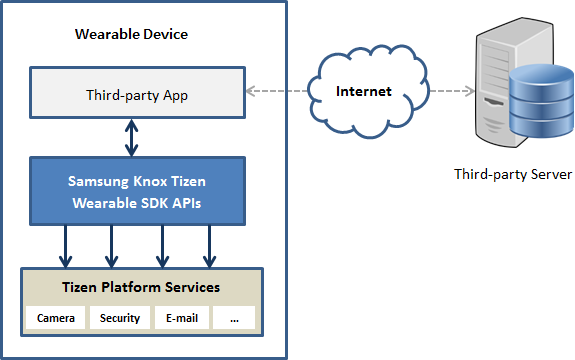 Wearable Device
Third-party App
Internet
Third-party Server
Samsung Knox Tizen
Wearable SDK APIs
Tizen Platform Services
Camera
Security
E-mail
...